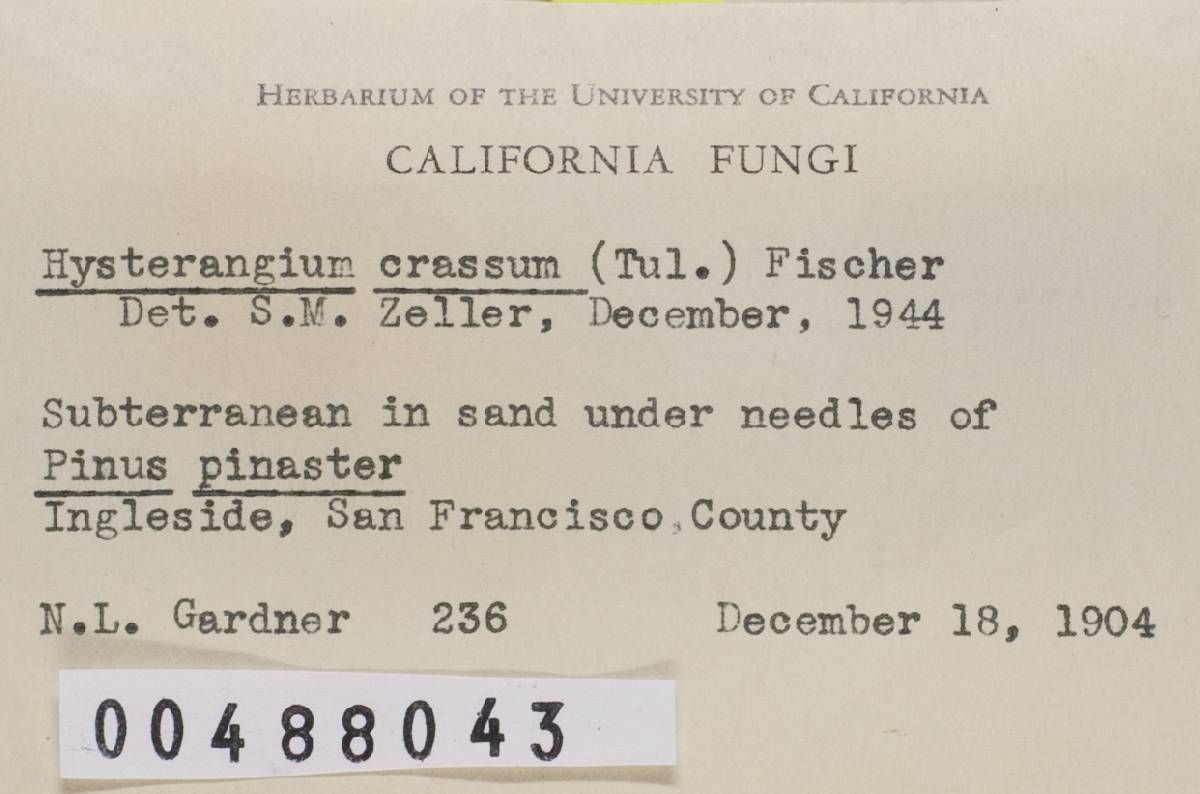 HERBARIUM OF THE UNIVERSITY OF CALIFORNIA
CALIFORNIA FUNGI
Hysterangium crassum (Tul.) Fischer
Det. S.M. Zeller, December, 1944
Subterranean in sand under needles of
Pinus pinaster
Ingleside, San Francisco, County
N.L. Gardner 236 December 18, 1904
00488043